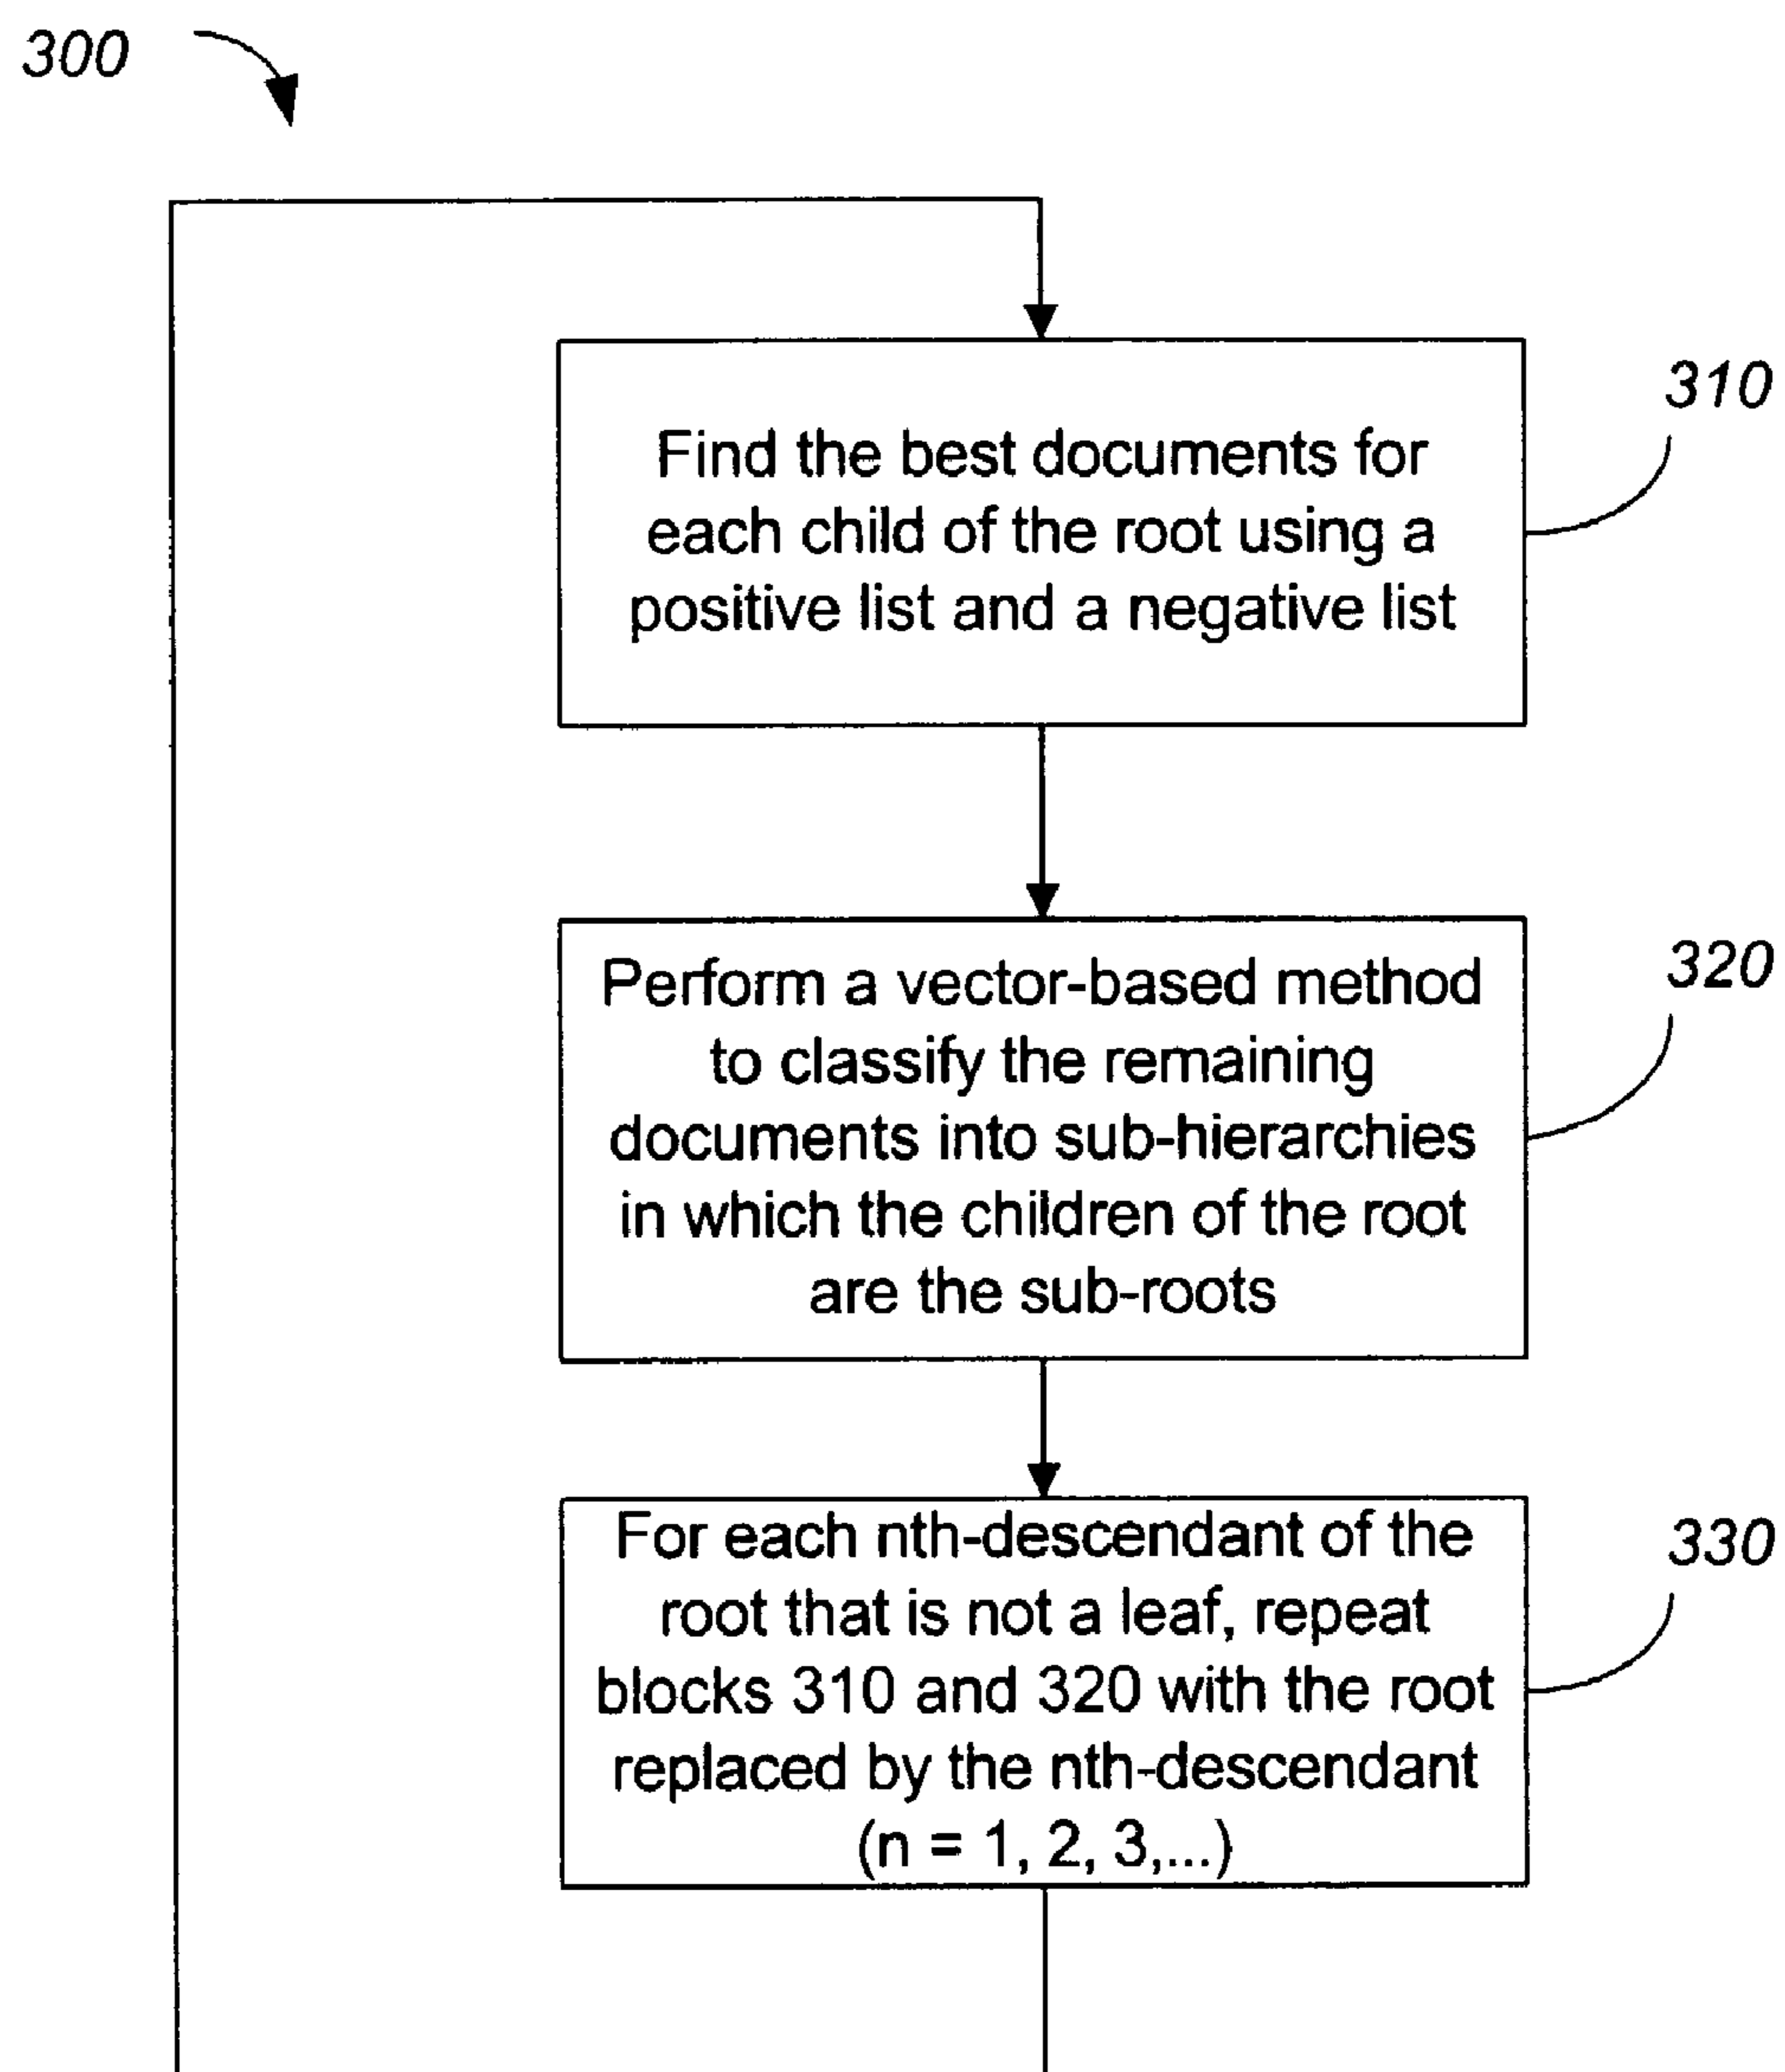 300
310
Find the best documents for
each child of the root using a
positive list and a negative list
320
Perform a vector-based method
to classify the remaining
documents into sub-hierarchies
in which the children of the root
are the sub-roots
330
For each nth-descendant of the
root that is not a leaf, repeat
blocks 310 and 320 with the root
replaced by the nth-descendant
(n = 1, 2, 3,...)